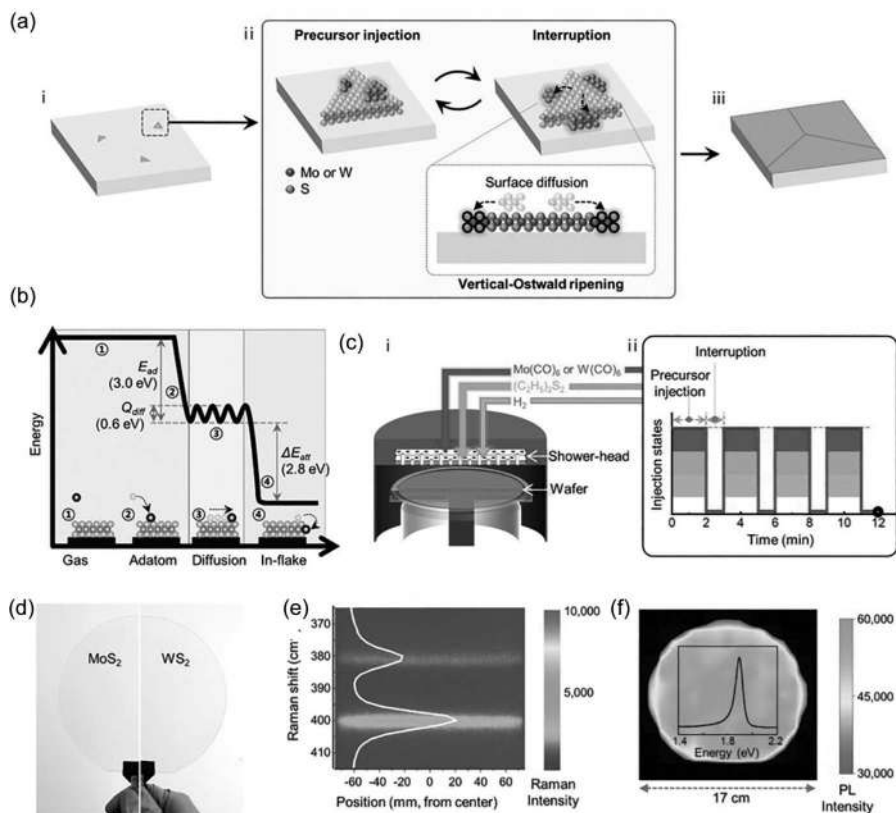 (a)
i
ii
Precursor injection
Interruption
iii
Mo or W
S
Surface diffusion
Vertical-Ostwald ripening
(b)
Energy
①
E_ad
(3.0 eV)
②
Q_diff
(0.6 eV)
③
ΔE_att
(2.8 eV)
④
① ② ③ ④
Gas Adatom Diffusion In-flake
(c)
i
Mo(CO)₆ or W(CO)₆
(C₂H₅)₂S₂
H₂
Shower-head
Wafer
ii
Interruption
Precursor
injection
Injection states
0 2 4 6 8 10 12
Time (min)
(d)
MoS₂ WS₂
(e)
Raman shift (cm⁻
370
380
390
400
410
-60 -40 -20 0 20 40 60
Position (mm, from center)
10,000
5,000
Raman
Intensity
(f)
1.4 1.8 2.2
Energy (eV)
17 cm
60,000
45,000
30,000
PL
Intensity